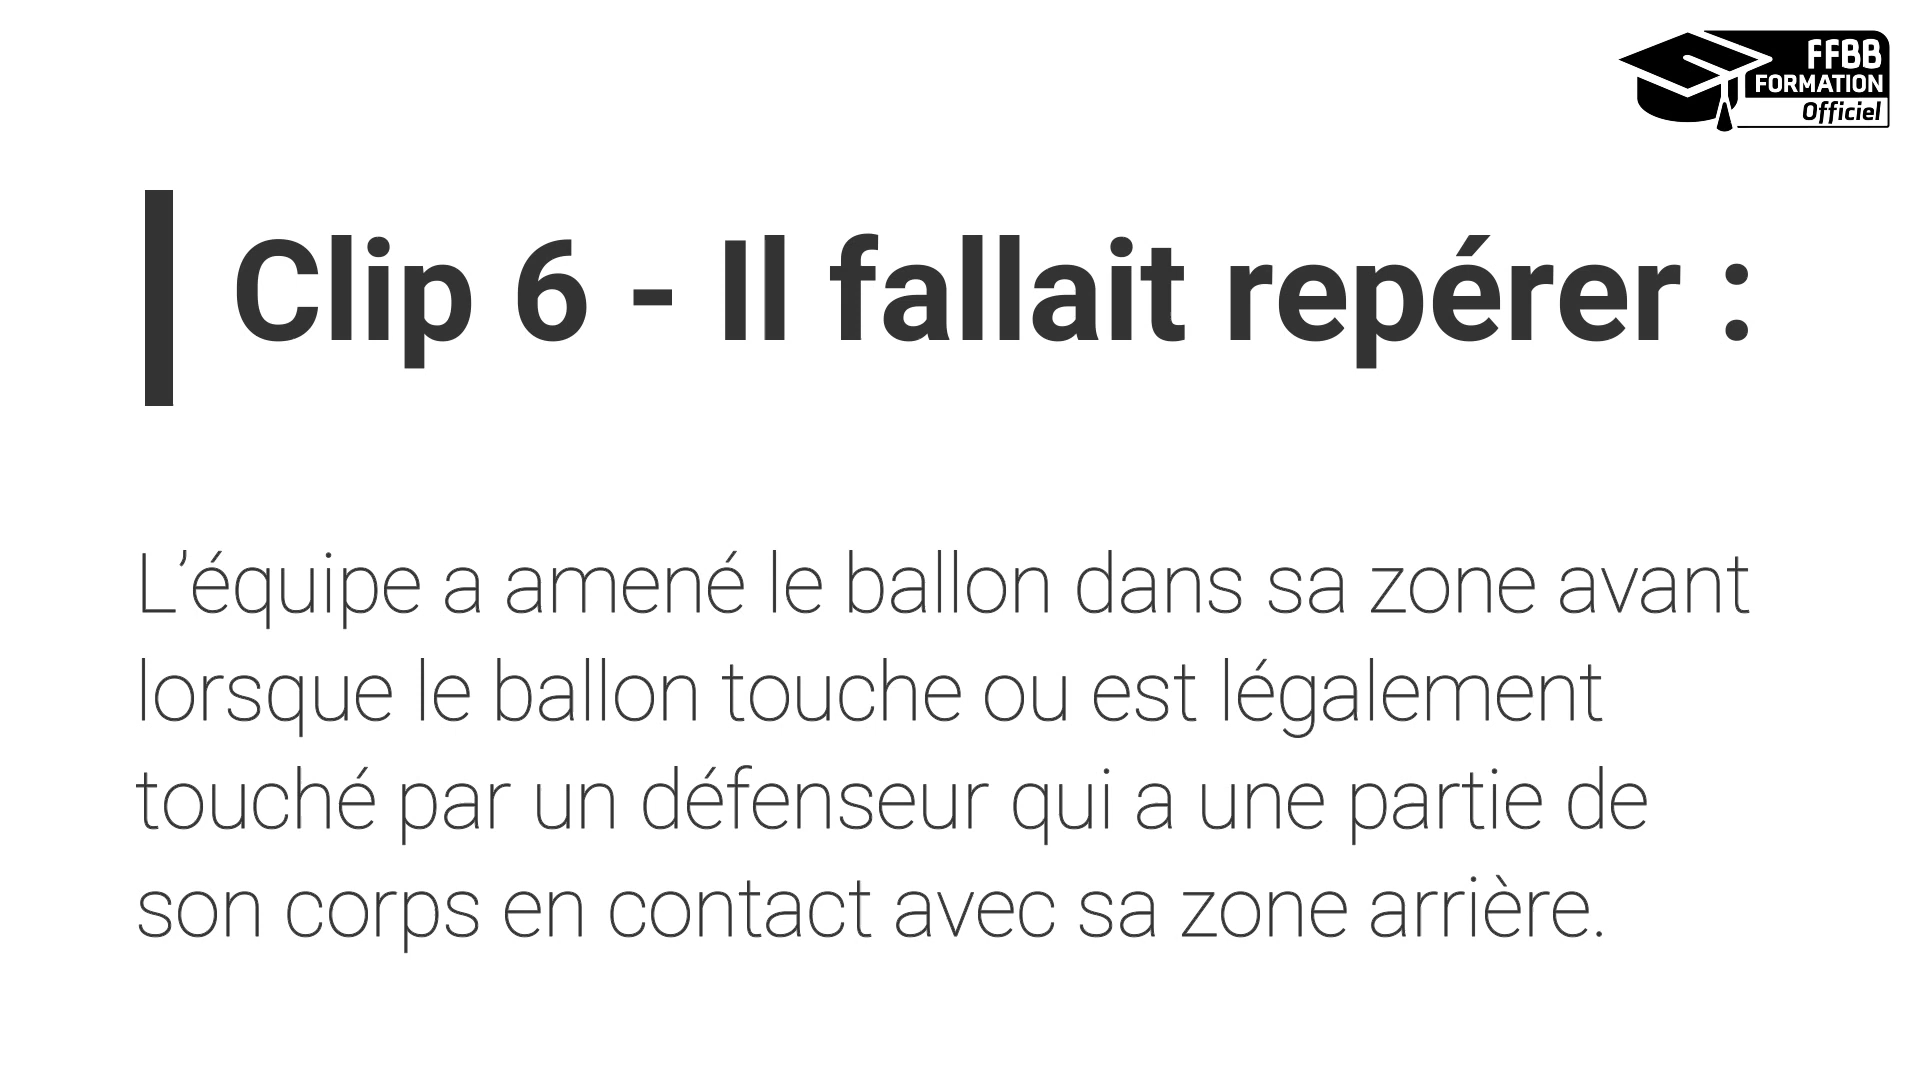 FFBB
FORMATION
Officiel
Clip 6 - Il fallait repérer :
L’équipe a amené le ballon dans sa zone avant
lorsque le ballon touche ou est légalement
touché par un défenseur qui a une partie de
son corps en contact avec sa zone arrière.